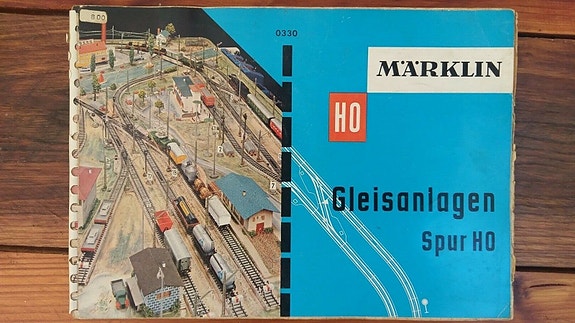 0330
MÄRKLIN
HO
Gleisanlagen
Spur HO